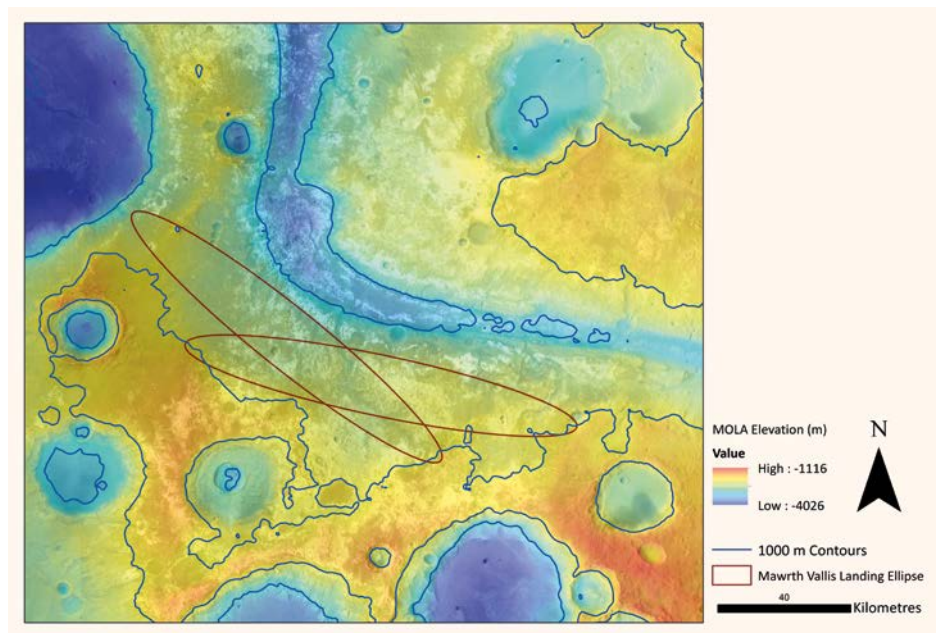 MOLA Elevation (m)
N
Value
High : -1116
Low : -4026
1000 m Contours
Mawrth Vallis Landing Ellipse
40
Kilometres